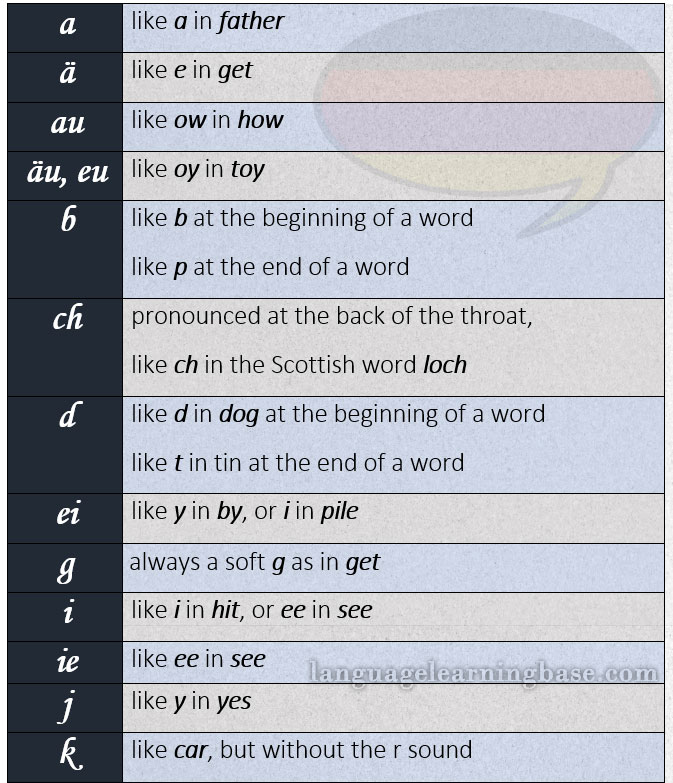 a like a in father
ä like e in get
au like ow in how
äu, eu like oy in toy
b like b at the beginning of a word
like p at the end of a word
ch pronounced at the back of the throat,
like ch in the Scottish word loch
d like d in dog at the beginning of a word
like t in tin at the end of a word
ei like y in by, or i in pile
g always a soft g as in get
i like i in hit, or ee in see
ie like ee in see
languagelearningbase.com
j like y in yes
k like car, but without the r sound